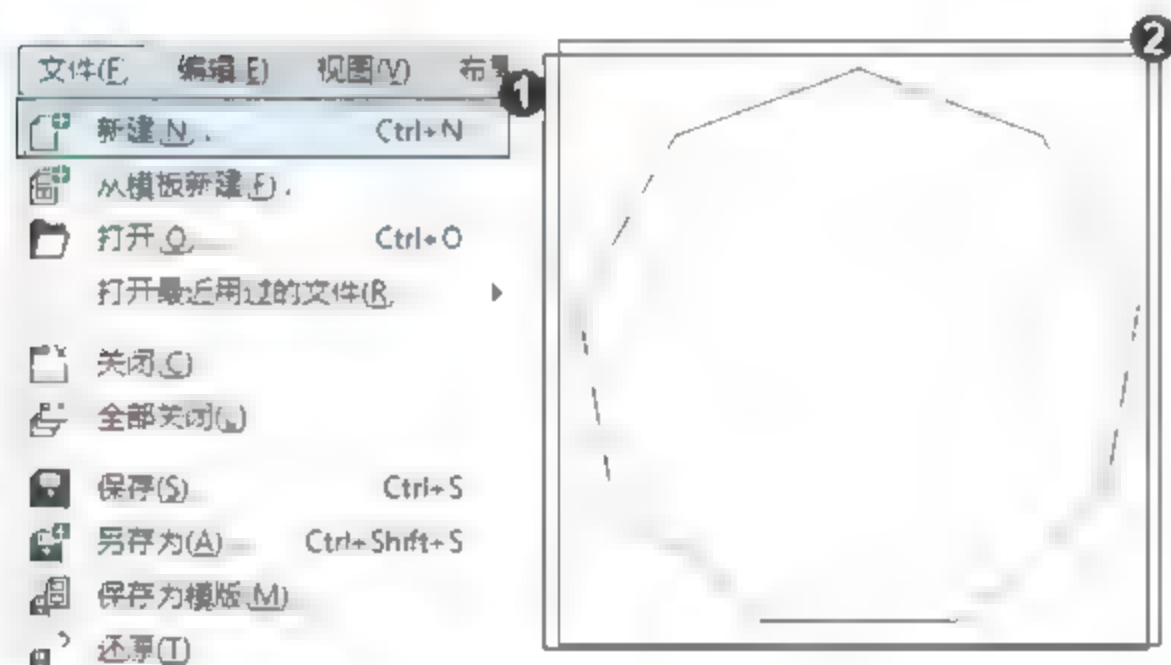 文件(F) 编辑(E) 视图(V) 布
1
2
新建(N)... Ctrl+N
从模板新建(F)...
打开(O)... Ctrl+O
打开最近用过的文件(R)
关闭(C)
全部关闭
保存(S)... Ctrl+S
另存为(A)... Ctrl+Shift+S
保存为模版(M)
还原(T)